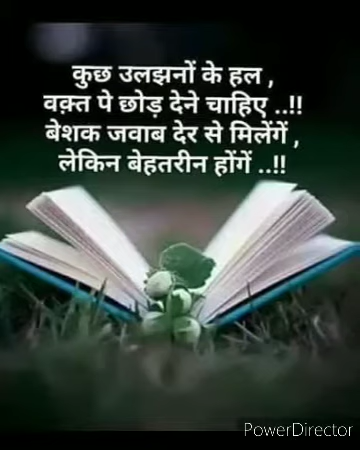 कुछ उलझनों के हल ,
वक़्त पे छोड़ देने चाहिए ..!!
बेशक जवाब देर से मिलेंगें ,
लेकिन बेहतरीन होंगें ..!!
PowerDirector